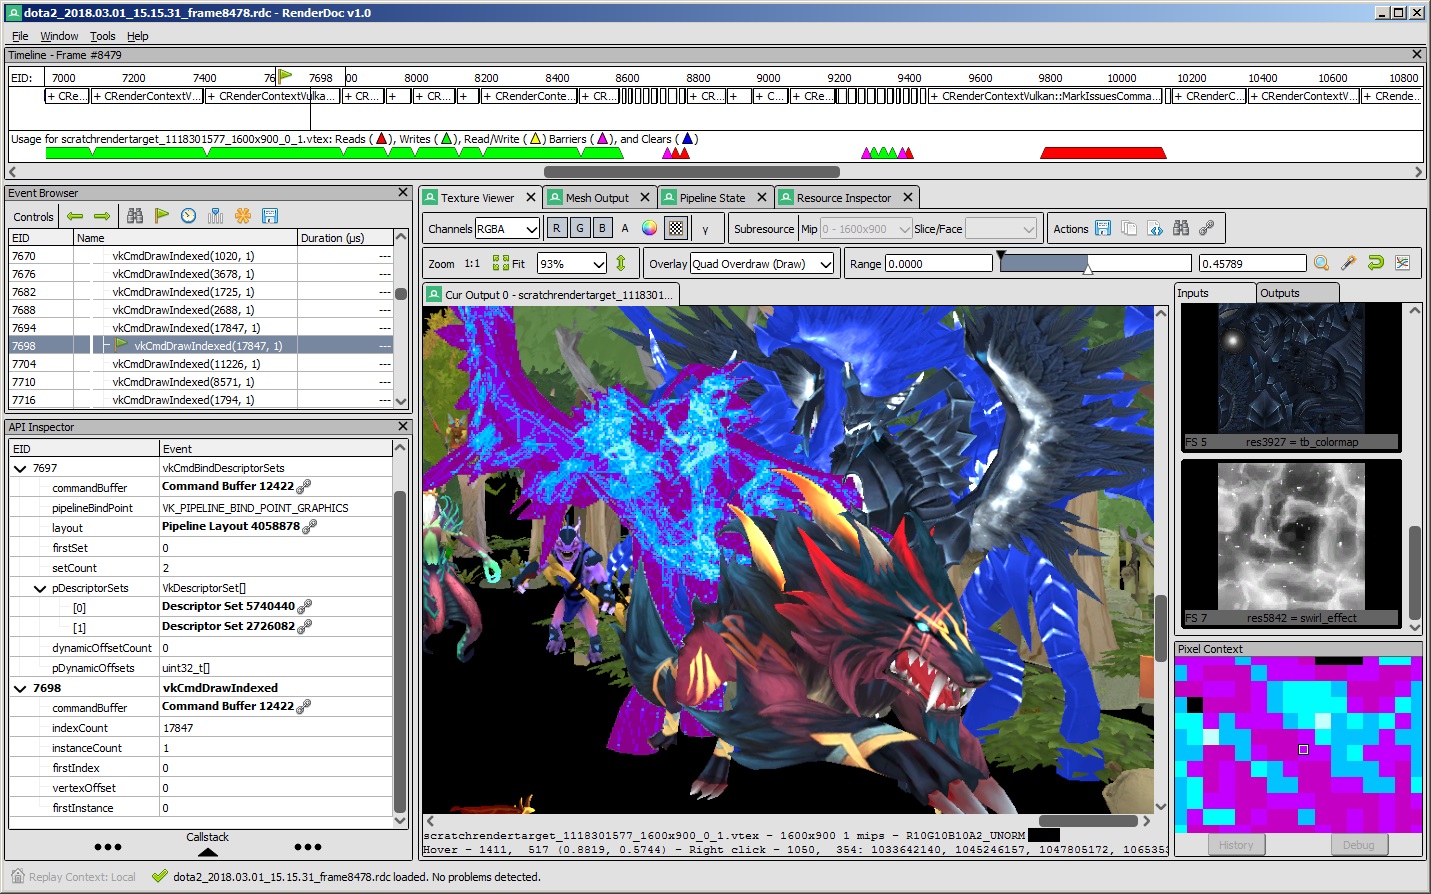 dota2_2018.03.01_15.15.31_frame8478.rdc - RenderDoc v1.0
File Window Tools Help
Timeline - Frame #8479
EID: 7000 7200 7400 7698 00 8000 8200 8400 8600 8800 9000 9200 9400 9600 9800 10000 10200 10400 10600 10800
+ CRe... + CRenderContextV... + CRenderContextVulka... + CR... + ... + CR... + ... + CRenderConte... + CR... + CR... + ... + C... + CRe... + CRenderContextVulkan::MarkIssuesComma... + CRenderC... + CRenderContextV... + CRende...
Usage for scratchrendertarget_1118301577_1600x900_0_1.vtex: Reads ( ), Writes ( ), Read/Write ( ) Barriers ( ), and Clears ( )
Event Browser
Controls
EID Name Duration (µs)
7670 vkCmdDrawIndexed(1020, 1) ---
7676 vkCmdDrawIndexed(3678, 1) ---
7682 vkCmdDrawIndexed(1725, 1) ---
7688 vkCmdDrawIndexed(2688, 1) ---
7694 vkCmdDrawIndexed(17847, 1) ---
7698 vkCmdDrawIndexed(17847, 1) ---
7704 vkCmdDrawIndexed(11226, 1) ---
7710 vkCmdDrawIndexed(8571, 1) ---
7716 vkCmdDrawIndexed(1794, 1) ---
API Inspector
EID Event
7697 vkCmdBindDescriptorSets
commandBuffer Command Buffer 12422
pipelineBindPoint VK_PIPELINE_BIND_POINT_GRAPHICS
layout Pipeline Layout 4058878
firstSet 0
setCount 2
pDescriptorSets VkDescriptorSet[]
[0] Descriptor Set 5740440
[1] Descriptor Set 2726082
dynamicOffsetCount 0
pDynamicOffsets uint32_t[]
7698 vkCmdDrawIndexed
commandBuffer Command Buffer 12422
indexCount 17847
instanceCount 1
firstIndex 0
vertexOffset 0
firstInstance 0
Callstack
Texture Viewer Mesh Output Pipeline State Resource Inspector
Channels RGBA R G B A γ Subresource Mip 0 - 1600x900 Slice/Face Actions
Zoom 1:1 Fit 93% Overlay Quad Overdraw (Draw) Range 0.0000 0.45789
Cur Output 0 - scratchrendertarget_1118301...
scratchrendertarget_1118301577_1600x900_0_1.vtex - 1600x900 1 mips - R10G10B10A2_UNORM
Hover - 1411, 517 (0.8819, 0.5744) - Right click - 1050, 354: 1033642140, 1045246157, 1047805172, 1065353
Inputs Outputs
FS 5 res3927 = tb_colormap
FS 7 res5842 = swirl_effect
Pixel Context
History Debug
Replay Context: Local dota2_2018.03.01_15.15.31_frame8478.rdc loaded. No problems detected.